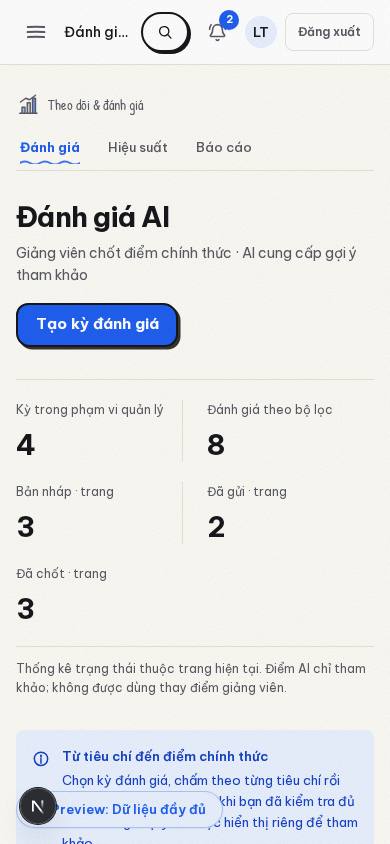 Đánh gi...
2
LT
Đăng xuất
Theo dõi & đánh giá
Đánh giá
Hiệu suất
Báo cáo
Đánh giá AI
Giảng viên chốt điểm chính thức · AI cung cấp gợi ý
tham khảo
Tạo kỳ đánh giá
Kỳ trong phạm vi quản lý
4
Đánh giá theo bộ lọc
8
Bản nháp · trang
3
Đã gửi · trang
2
Đã chốt · trang
3
Thống kê trạng thái thuộc trang hiện tại. Điểm AI chỉ tham
khảo; không được dùng thay điểm giảng viên.
Từ tiêu chí đến điểm chính thức
Chọn kỳ đánh giá, chấm theo từng tiêu chí rồi
khi bạn đã kiểm tra đủ
N
Preview: Dữ liệu đầy đủ
hiển thị riêng để tham
khảo